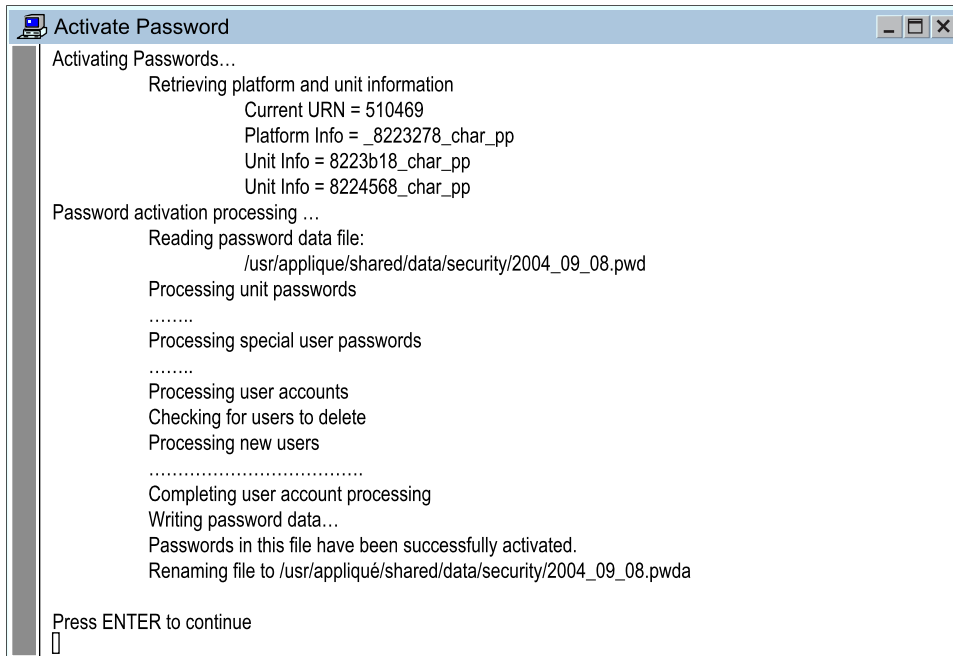 Activate Password
Activating Passwords…
Retrieving platform and unit information
Current URN = 510469
Platform Info = _8223278_char_pp
Unit Info = 8223b18_char_pp
Unit Info = 8224568_char_pp
Password activation processing …
Reading password data file:
/usr/applique/shared/data/security/2004_09_08.pwd
Processing unit passwords
……..
Processing special user passwords
……..
Processing user accounts
Checking for users to delete
Processing new users
……………………………….
Completing user account processing
Writing password data…
Passwords in this file have been successfully activated.
Renaming file to /usr/appliqué/shared/data/security/2004_09_08.pwda
Press ENTER to continue